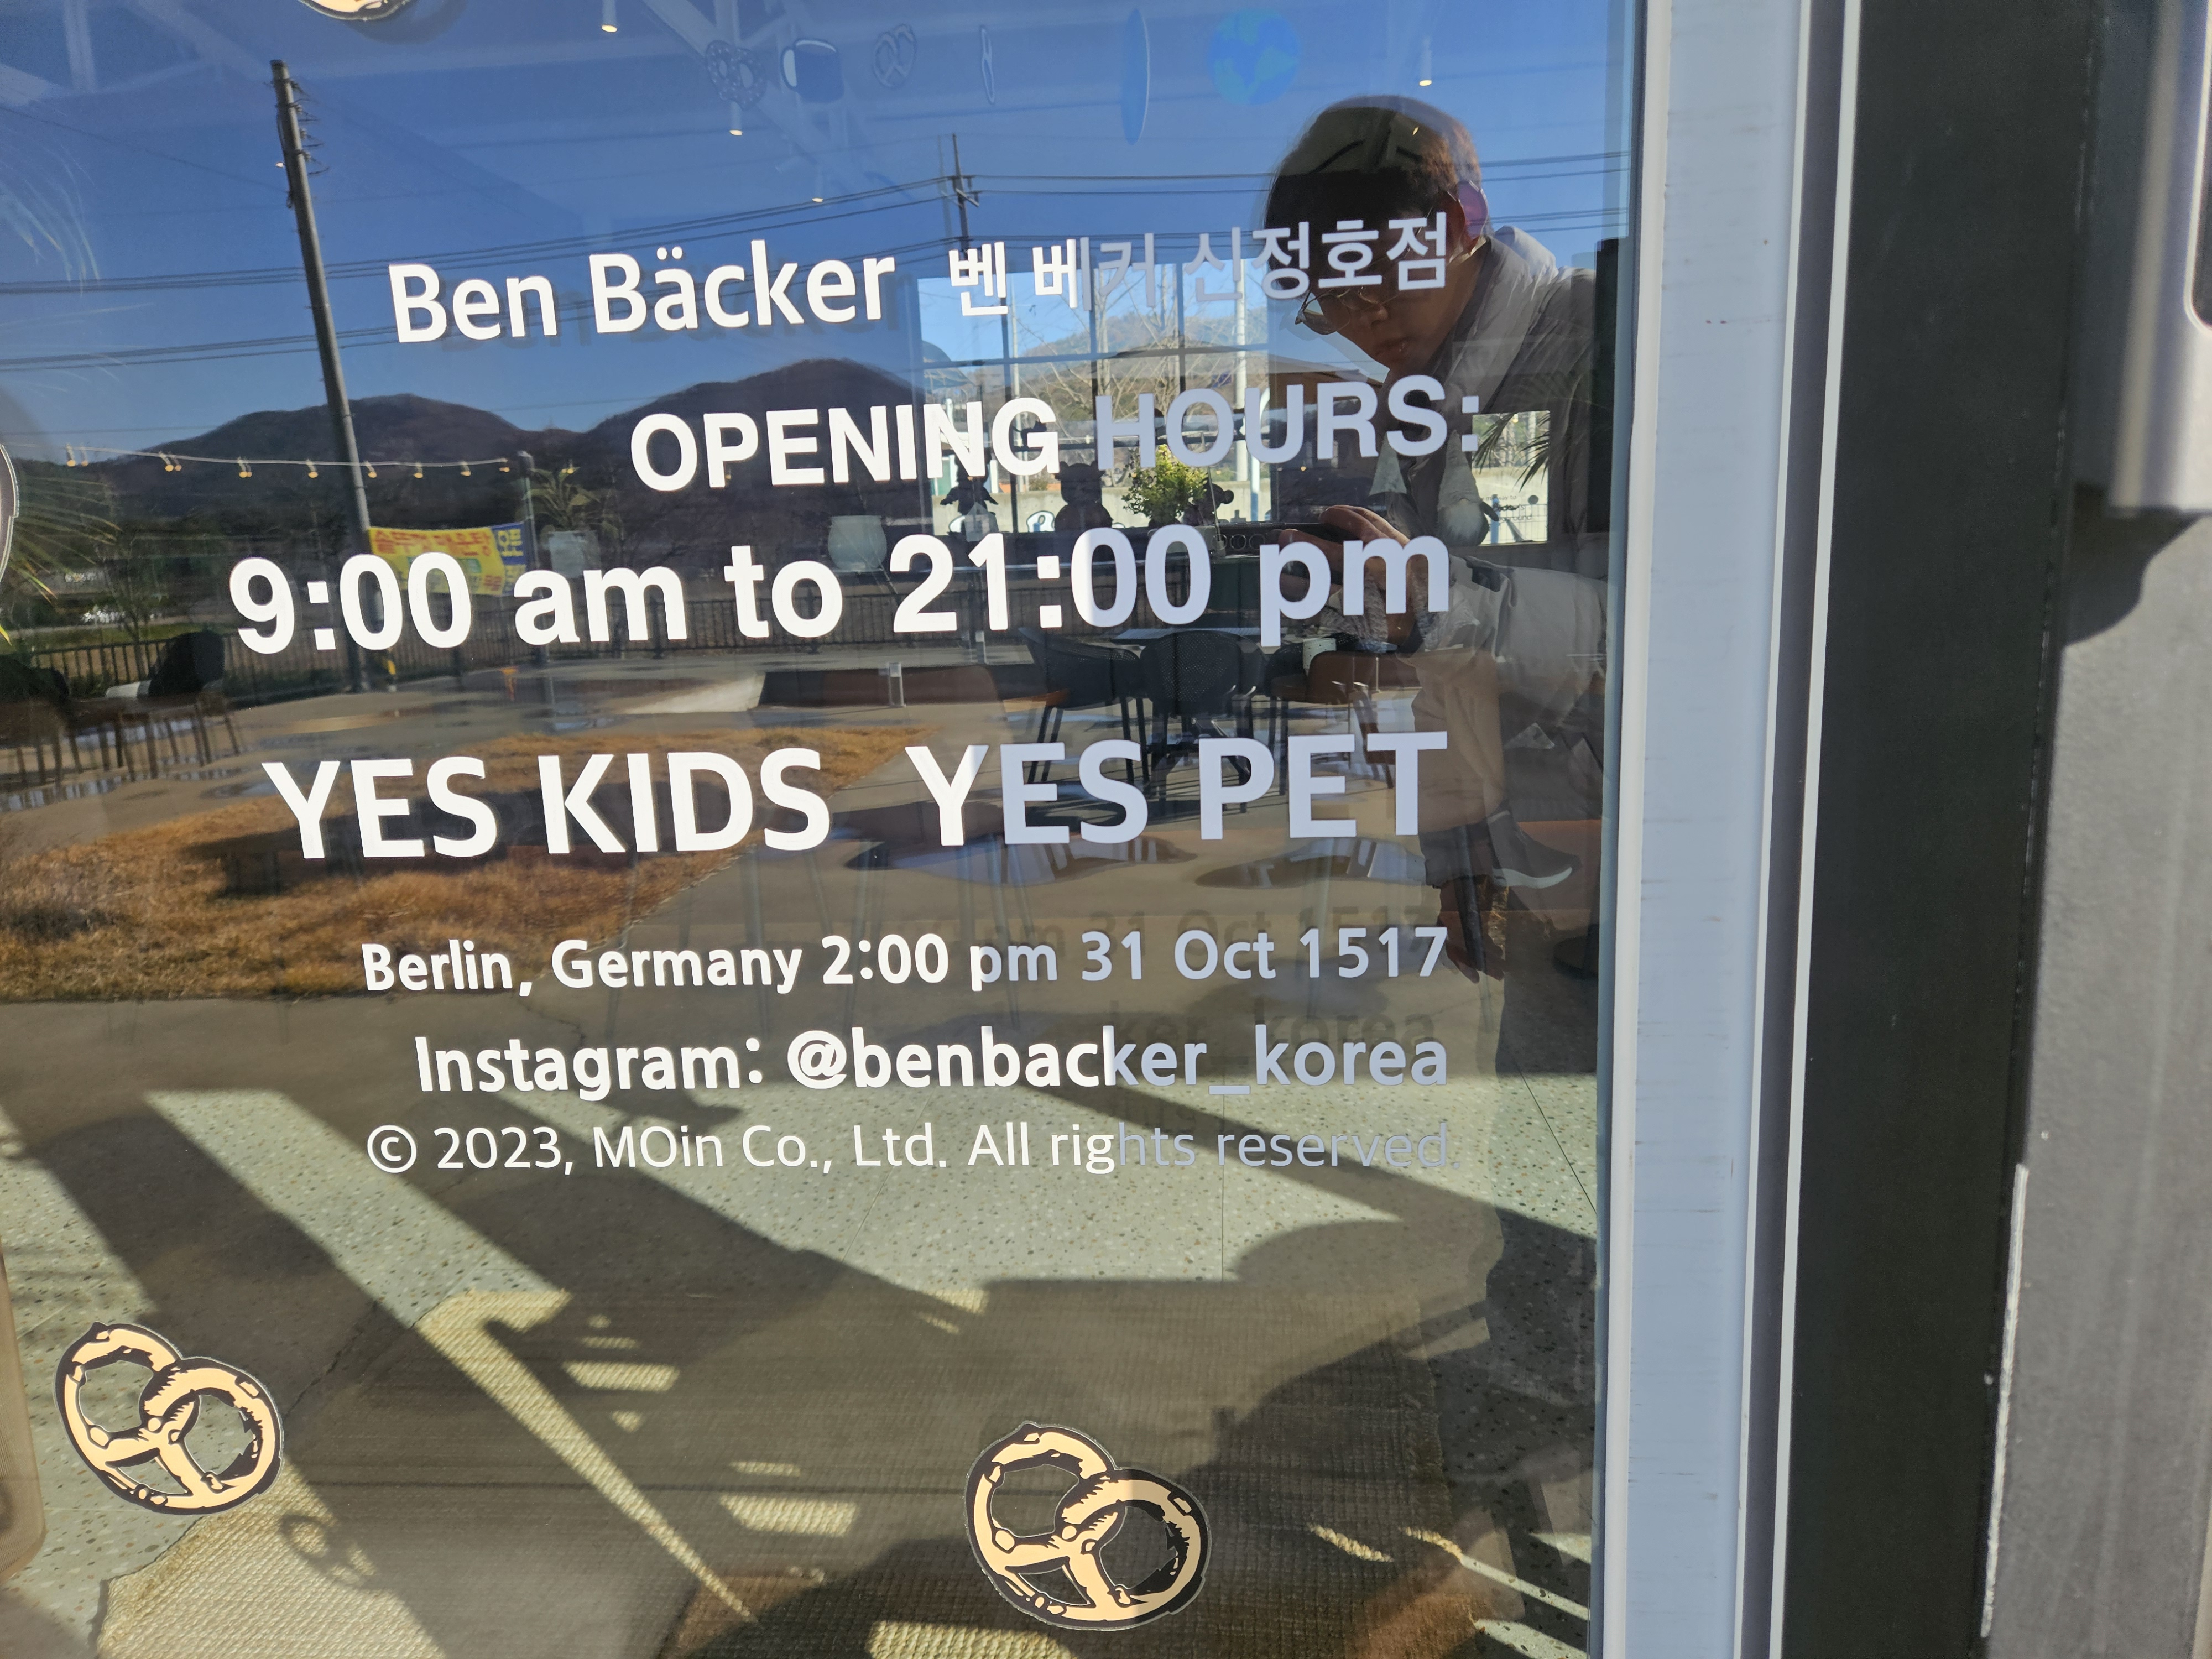 Ben Bäcker 벤 베커 신정호점
OPENING HOURS:
9:00 am to 21:00 pm
YES KIDS YES PET
Berlin, Germany 2:00 pm 31 Oct 1517
Instagram: @benbacker_korea
© 2023, MOin Co., Ltd. All rights reserved.